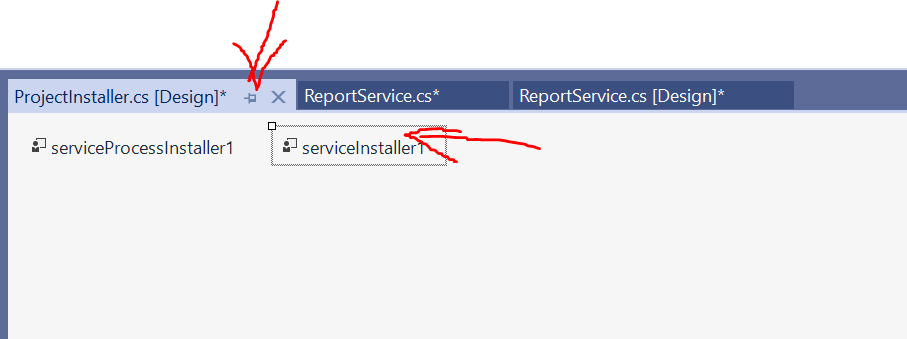 ProjectInstaller.cs [Design]* ReportService.cs* ReportService.cs [Design]*
serviceProcessInstaller1 serviceInstaller1